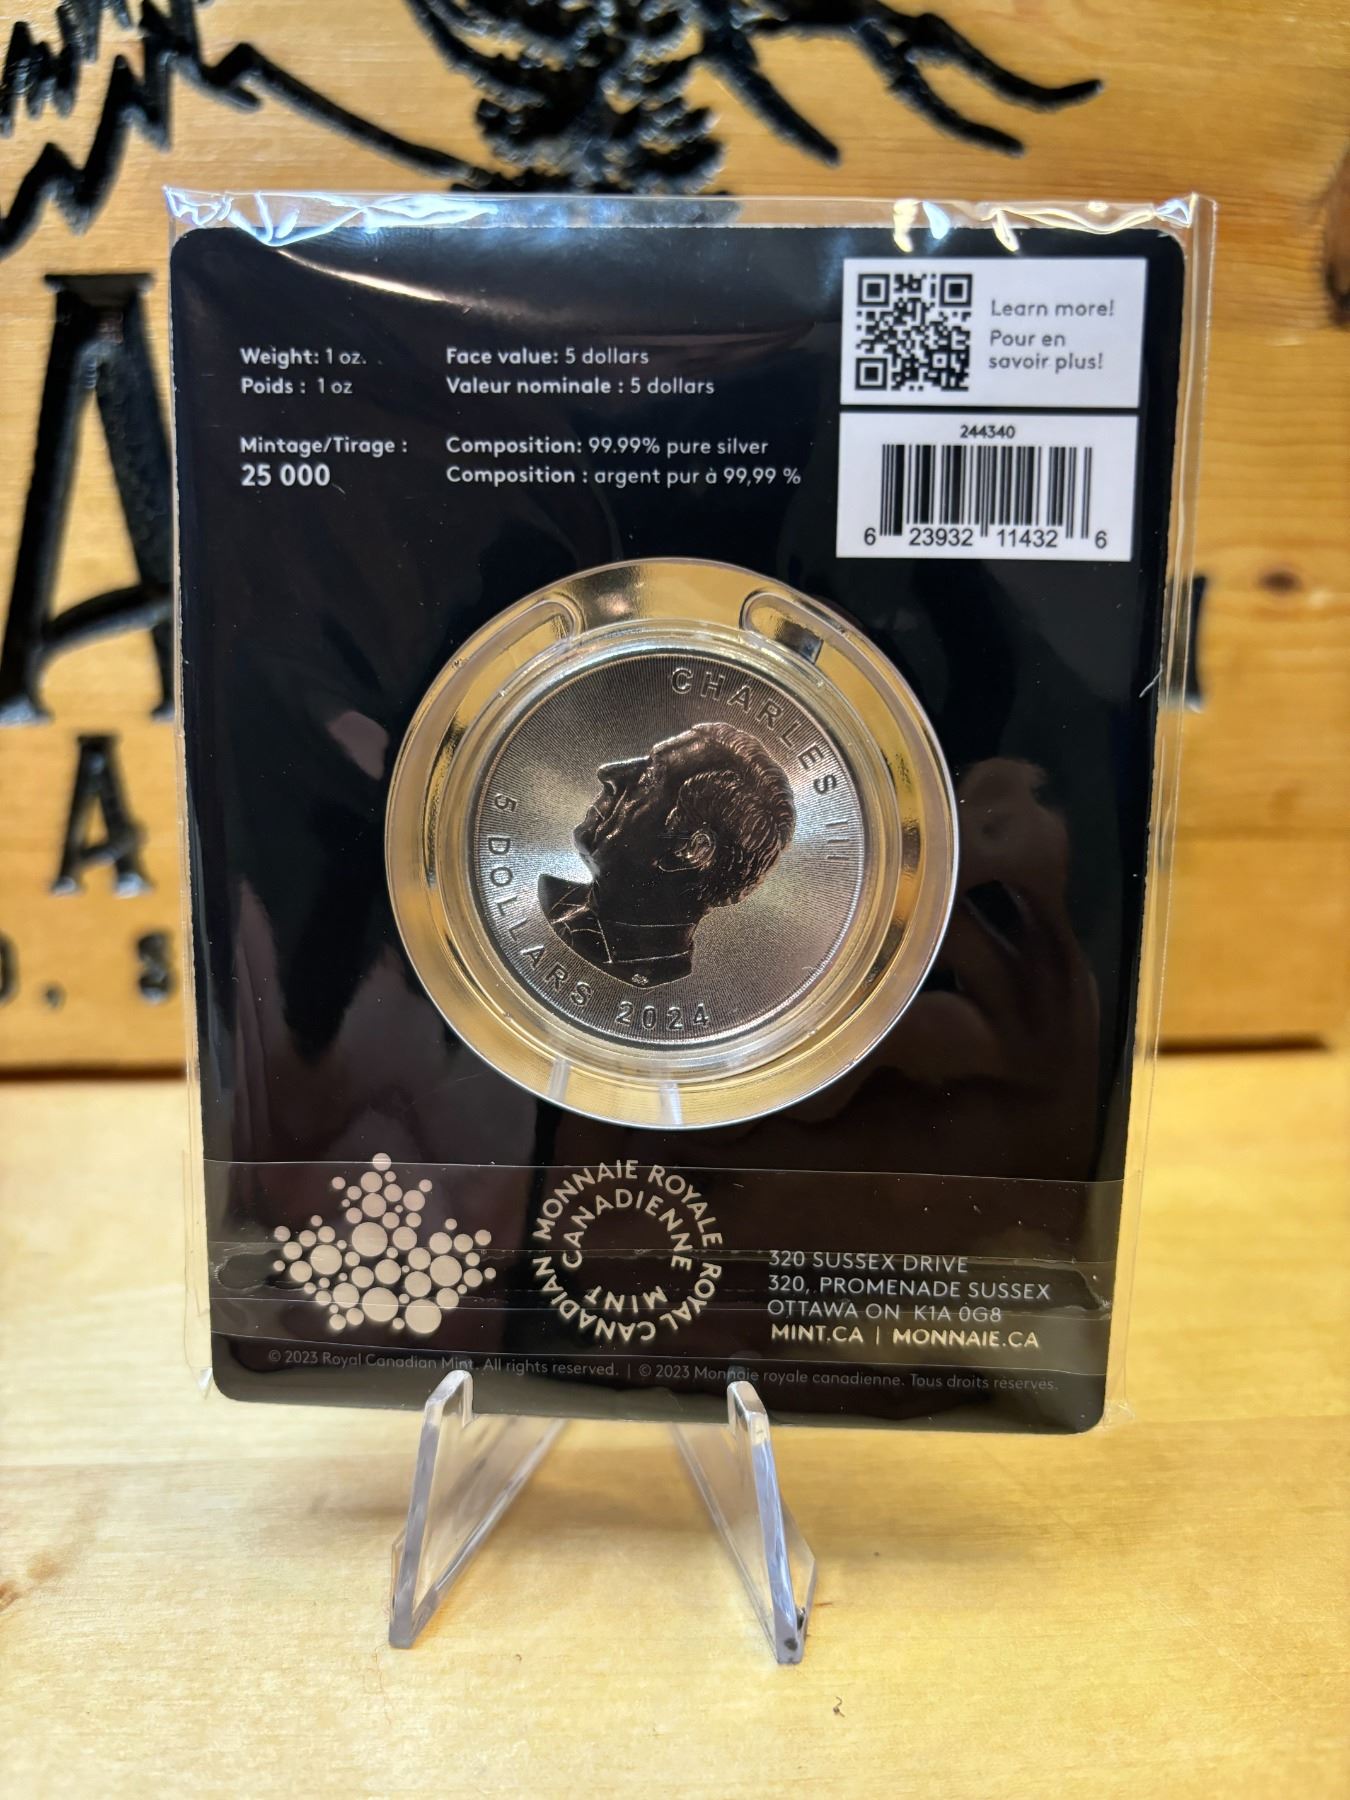 Learn more!
Pour en
savoir plus!
Weight: 1 oz.
Poids : 1 oz
Face value: 5 dollars
Valeur nominale : 5 dollars
Mintage/Tirage :
25 000
Composition: 99.99% pure silver
Composition : argent pur à 99,99 %
244340
6 23932 11432 6
CHARLES III
5 DOLLARS 2024
MONNAIE ROYALE
CANADIENNE
ROYAL CANADIAN
MINT
320 SUSSEX DRIVE
320, PROMENADE SUSSEX
OTTAWA ON K1A 0G8
MINT.CA | MONNAIE.CA
© 2023 Royal Canadian Mint. All rights reserved. | © 2023 Monnaie royale canadienne. Tous droits réservés.
A
A